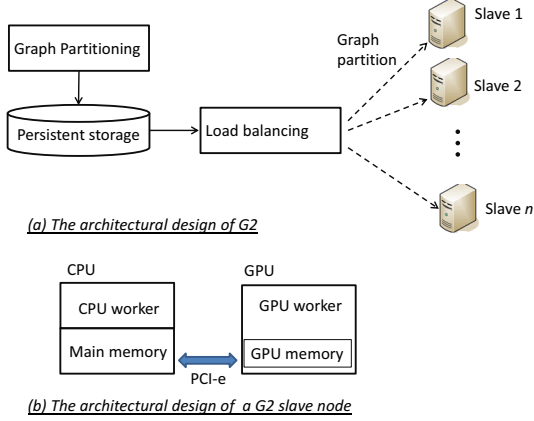 Graph Partitioning
Persistent storage
Load balancing
Graph
partition
Slave 1
Slave 2
Slave n
(a) The architectural design of G2
CPU
GPU
CPU worker
GPU worker
Main memory
GPU memory
PCI-e
(b) The architectural design of a G2 slave node